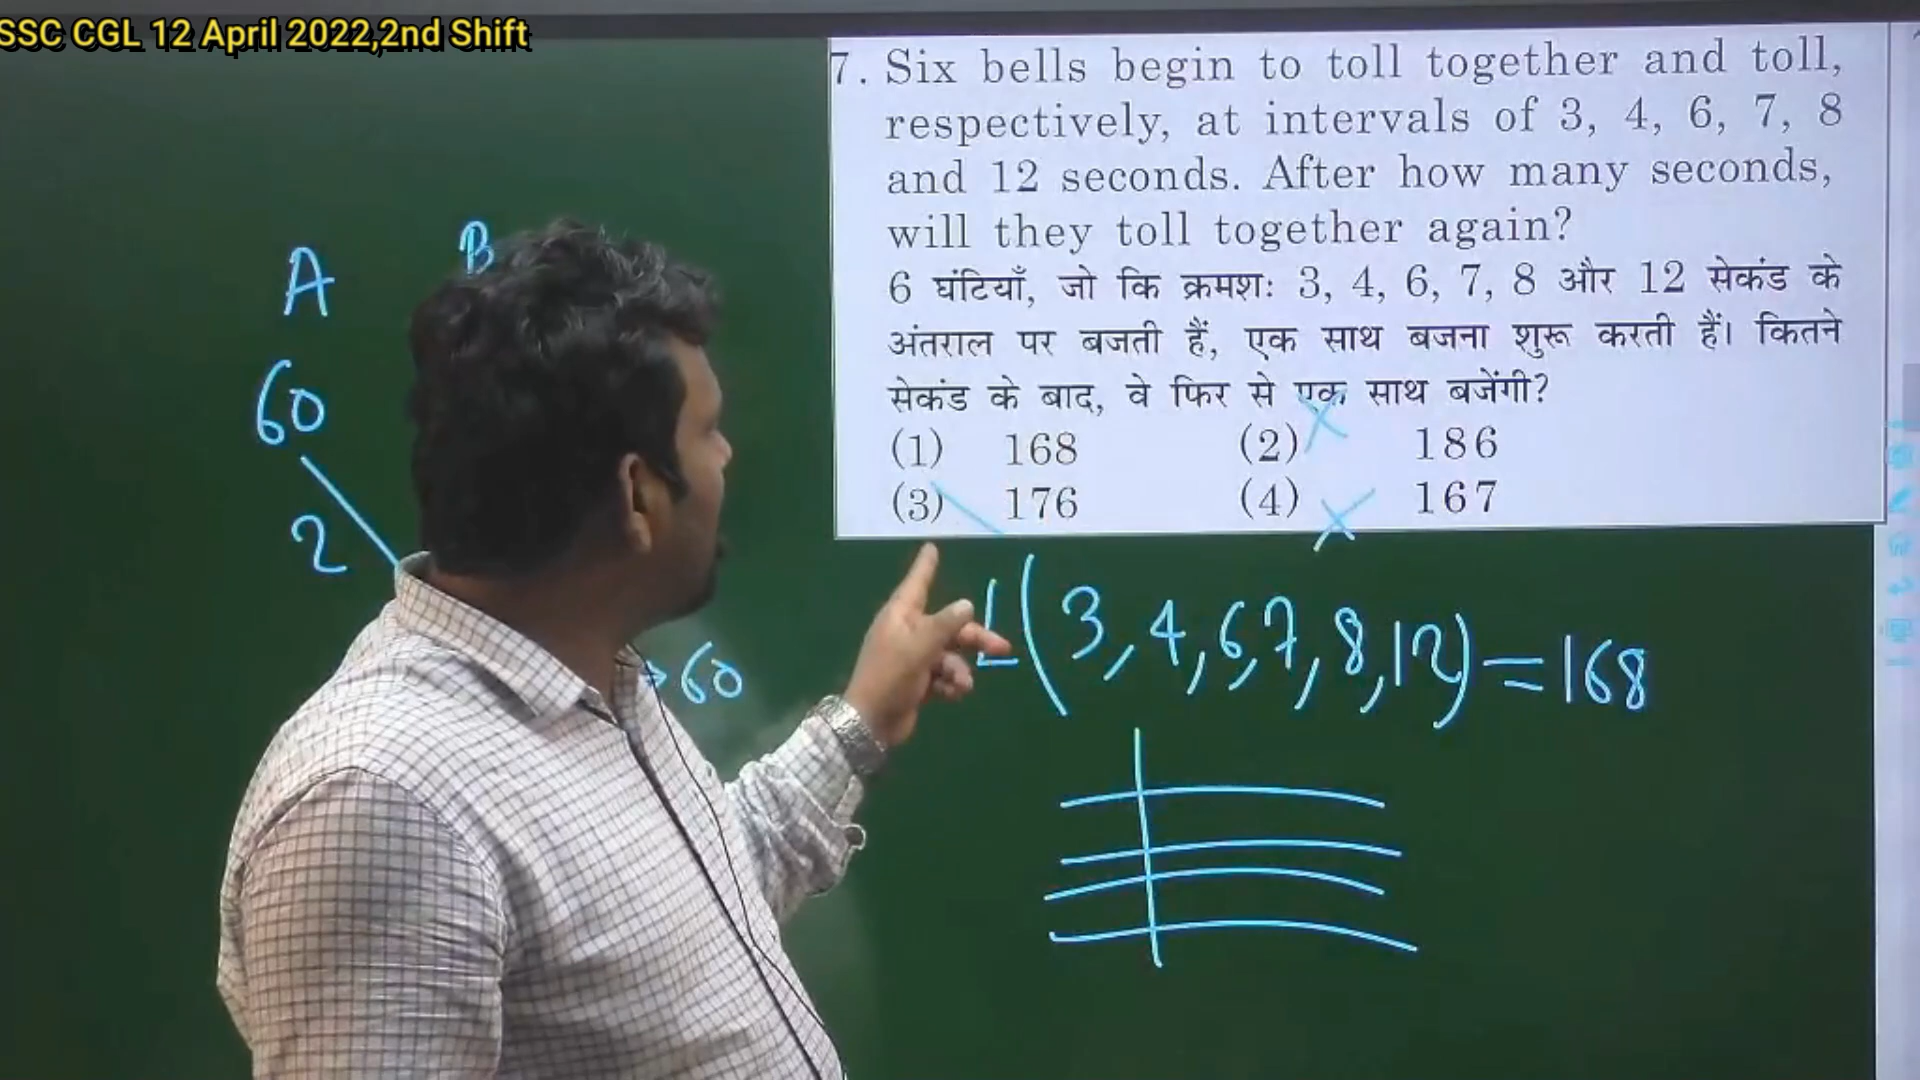 SSC CGL 12 April 2022,2nd Shift
7. Six bells begin to toll together and toll,
respectively, at intervals of 3, 4, 6, 7, 8
and 12 seconds. After how many seconds,
will they toll together again?
6 घंटियाँ, जो कि क्रमशः 3, 4, 6, 7, 8 और 12 सेकंड के
अंतराल पर बजती हैं, एक साथ बजना शुरू करती हैं। कितने
सेकंड के बाद, वे फिर से एक साथ बजेंगी?
(1) 168 (2) 186
(3) 176 (4) 167
A B
60
2
60
L(3,4,6,7,8,12)=168